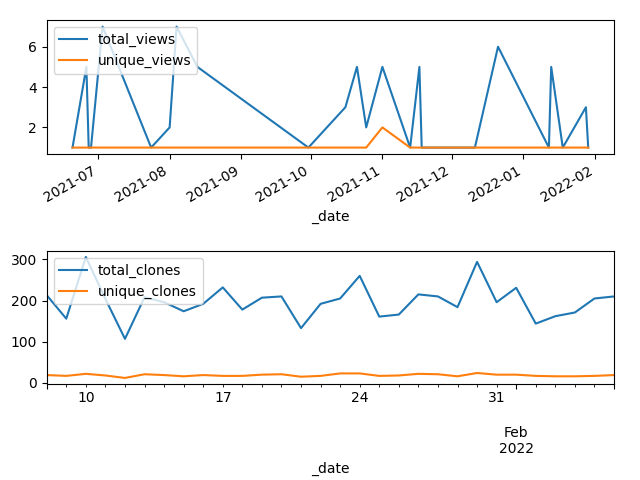 6
4
2
total_views
unique_views
2021-07
2021-08
2021-09
2021-10
2021-11
2021-12
2022-01
2022-02
_date
300
200
100
0
total_clones
unique_clones
10
17
24
31
Feb
2022
_date